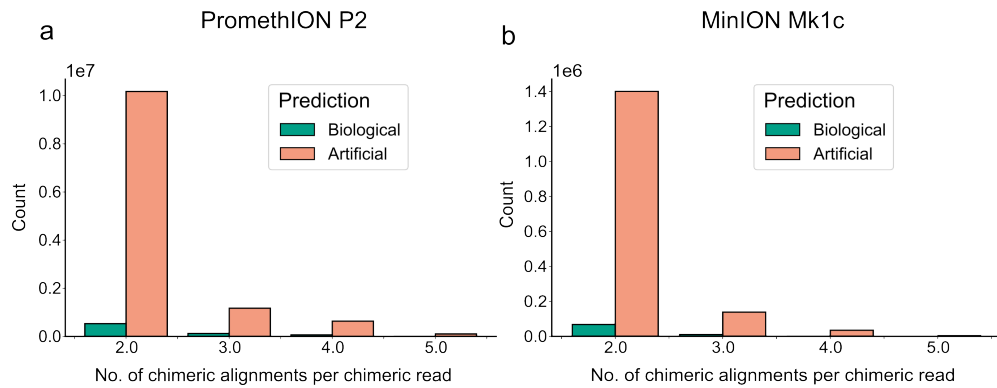 a
PromethION P2
1e7
Prediction
Biological
Artificial
Count
1.0
0.8
0.6
0.4
0.2
0.0
2.0 3.0 4.0 5.0
No. of chimeric alignments per chimeric read
b
MinION Mk1c
1e6
Prediction
Biological
Artificial
Count
1.4
1.2
1.0
0.8
0.6
0.4
0.2
0.0
2.0 3.0 4.0 5.0
No. of chimeric alignments per chimeric read